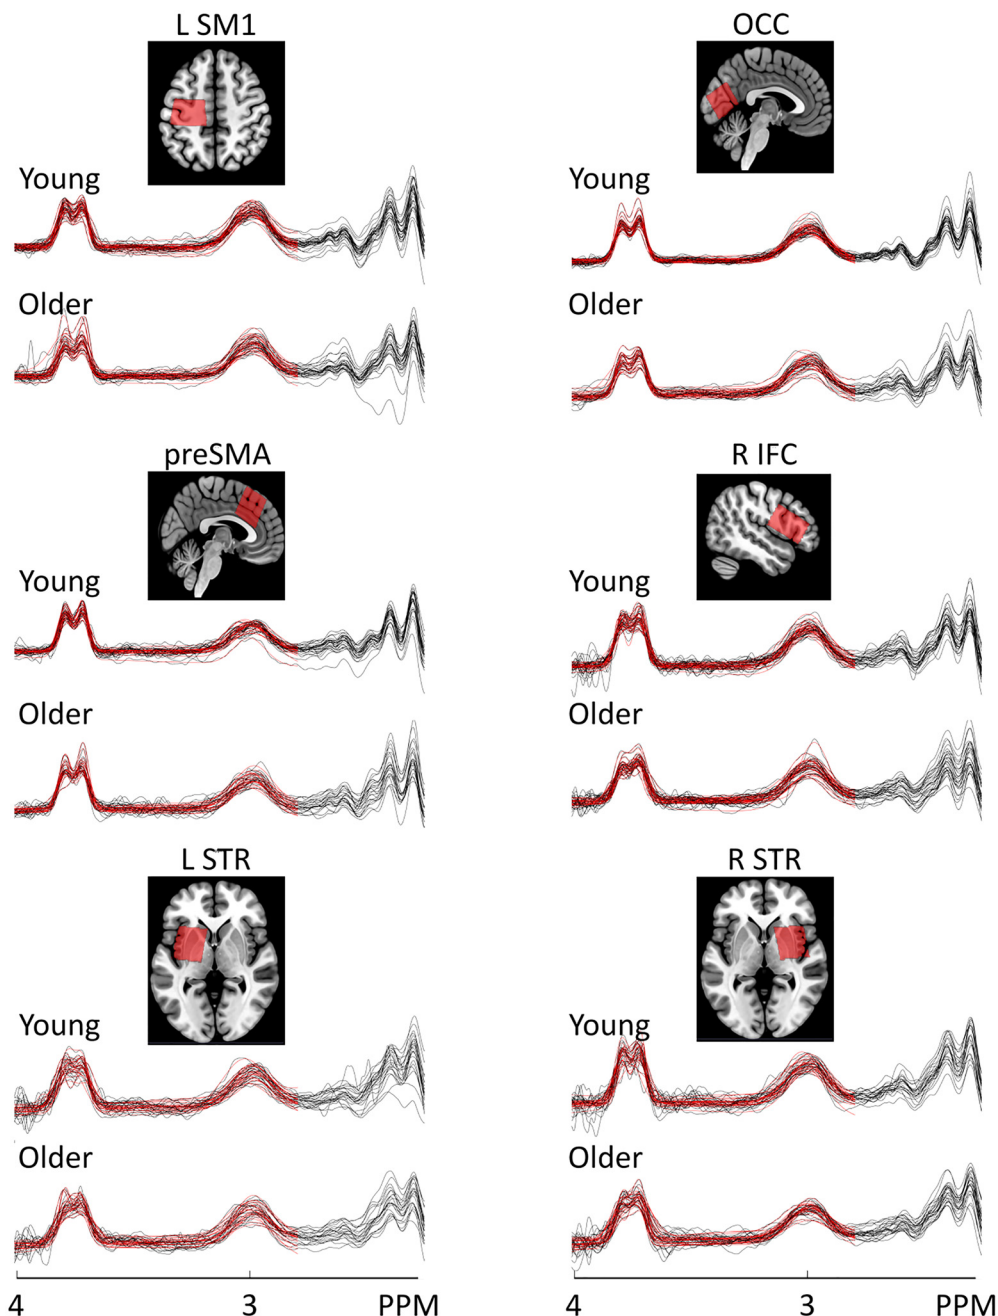 L SM1
OCC
Young
Young
Older
Older
preSMA
R IFC
Young
Young
Older
Older
L STR
R STR
Young
Young
Older
Older
4 3 PPM 4 3 PPM